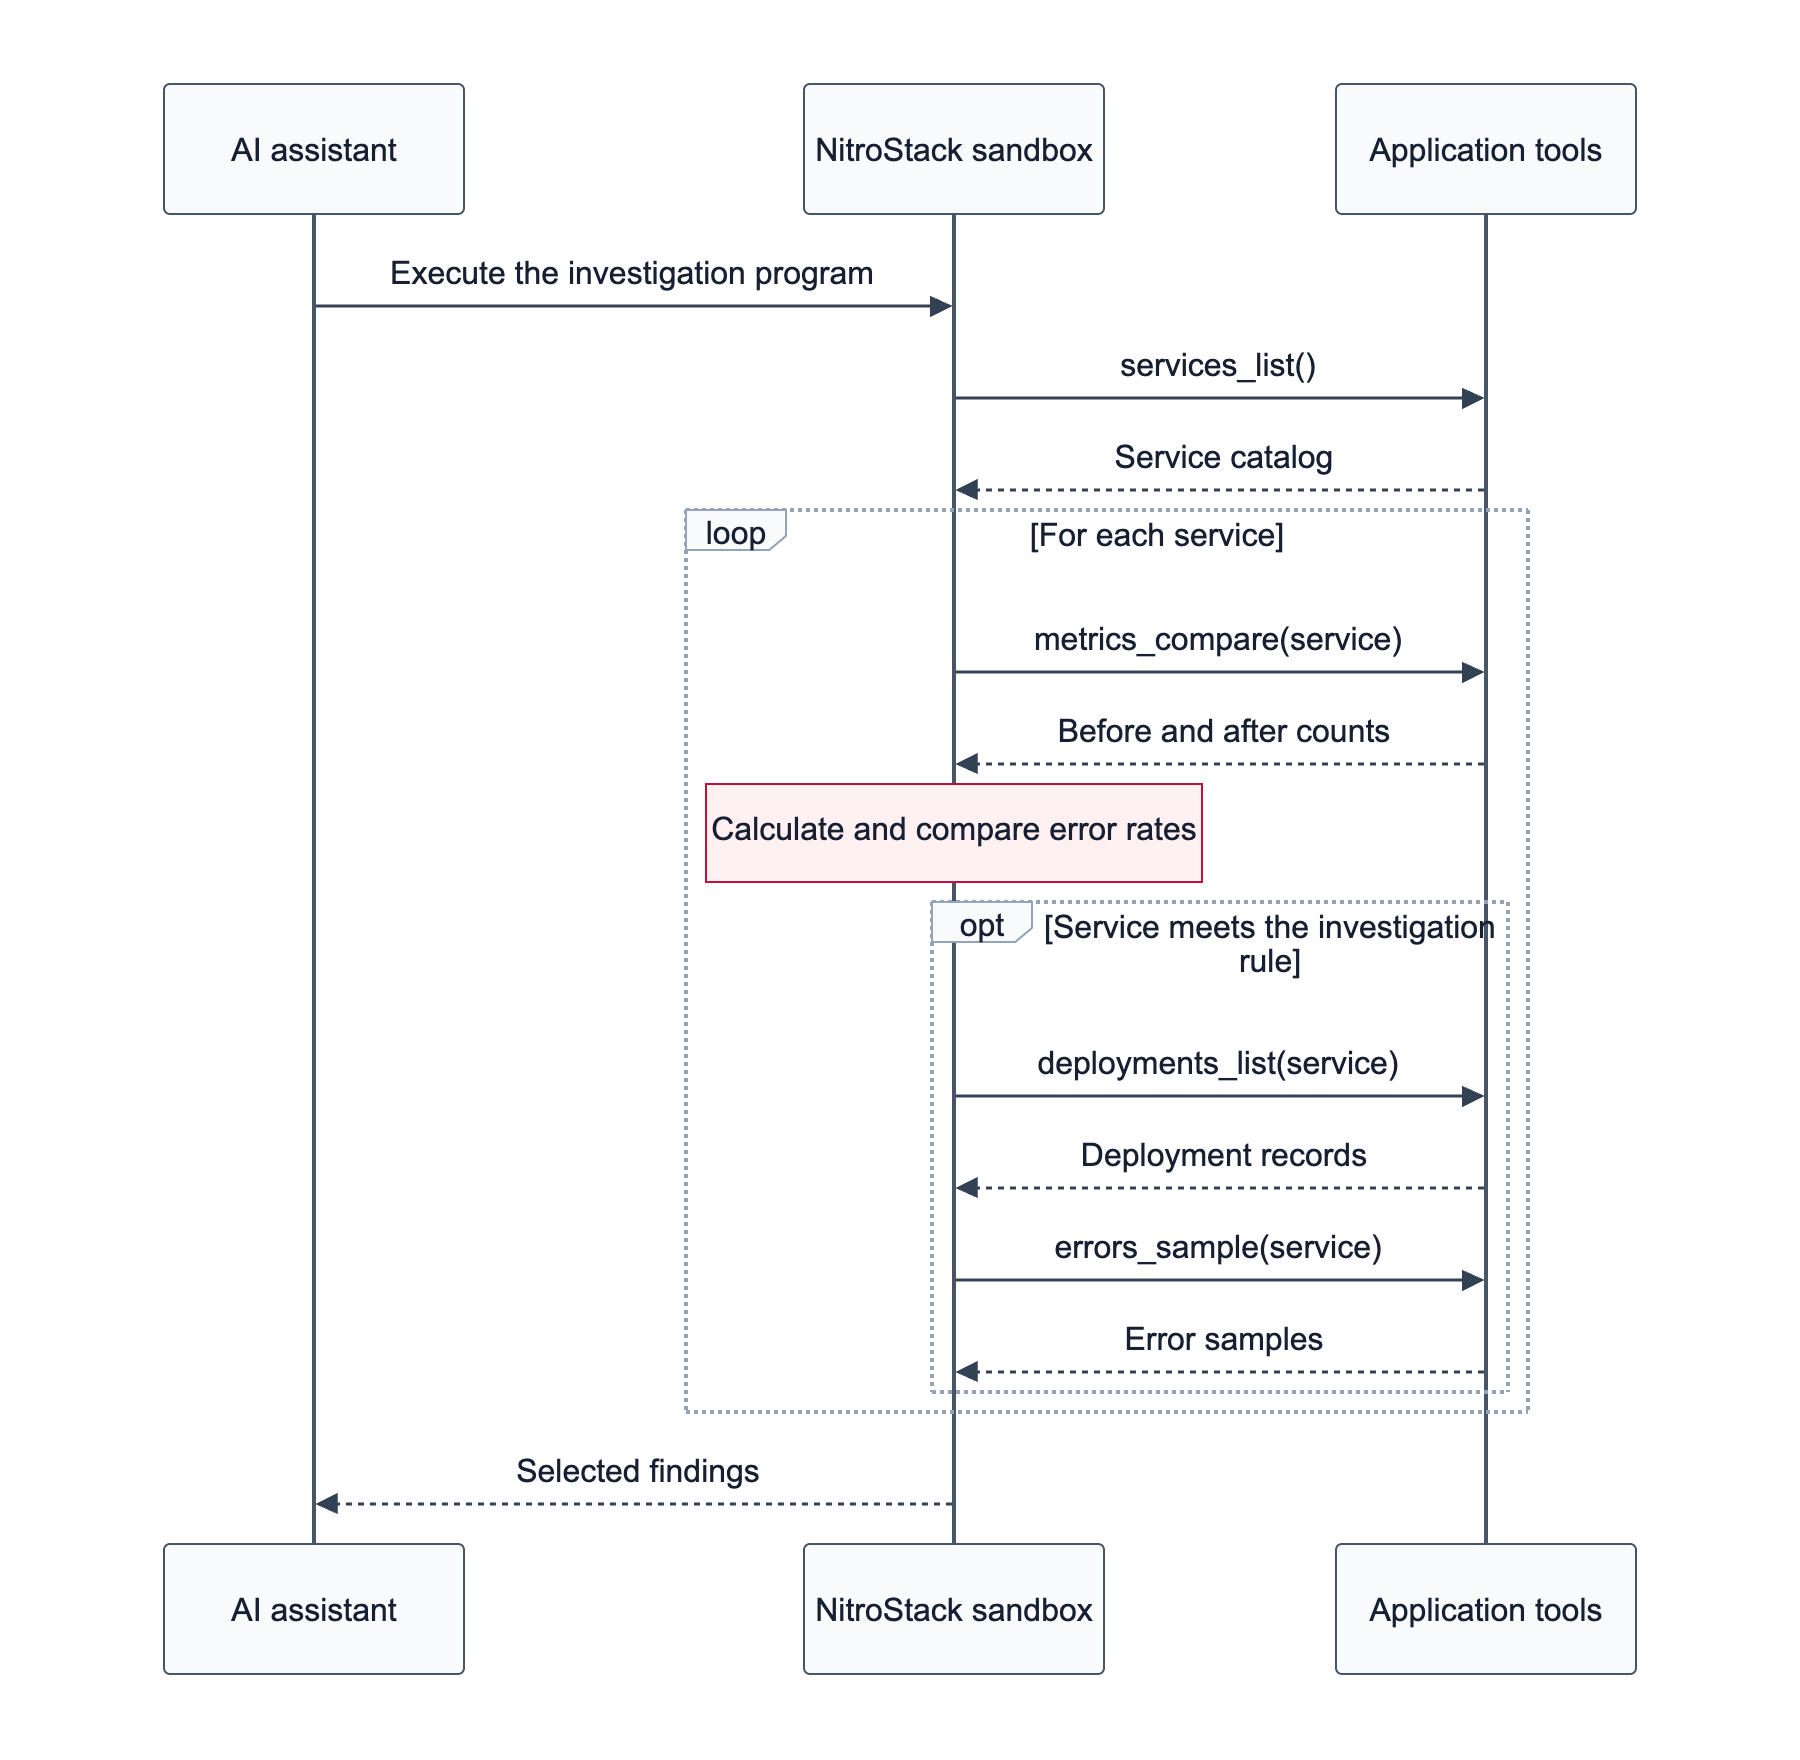 AI assistant
NitroStack sandbox
Application tools
Execute the investigation program
services_list()
Service catalog
loop
[For each service]
metrics_compare(service)
Before and after counts
Calculate and compare error rates
opt
[Service meets the investigation
rule]
deployments_list(service)
Deployment records
errors_sample(service)
Error samples
Selected findings
AI assistant
NitroStack sandbox
Application tools